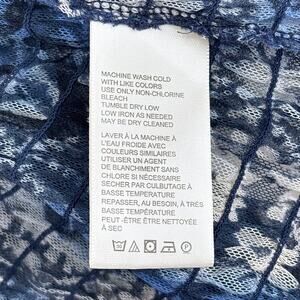 MACHINE WASH COLD
WITH LIKE COLORS
USE ONLY NON-CHLORINE
BLEACH
TUMBLE DRY LOW
LOW IRON AS NEEDED
MAY BE DRY CLEANED
LAVER À LA MACHINE À
L'EAU FROIDE AVEC
COULEURS SIMILAIRES
UTILISER UN AGENT
DE BLANCHIMENT SANS
CHLORE SI NÉCESSAIRE
SÉCHER PAR CULBUTAGE À
BASSE TEMPERATURE
REPASSER, AU BESOIN, À TRÈS
BASSE TEMPÉRATURE
PEUT ÊTRE NETTOYÉE
À SEC